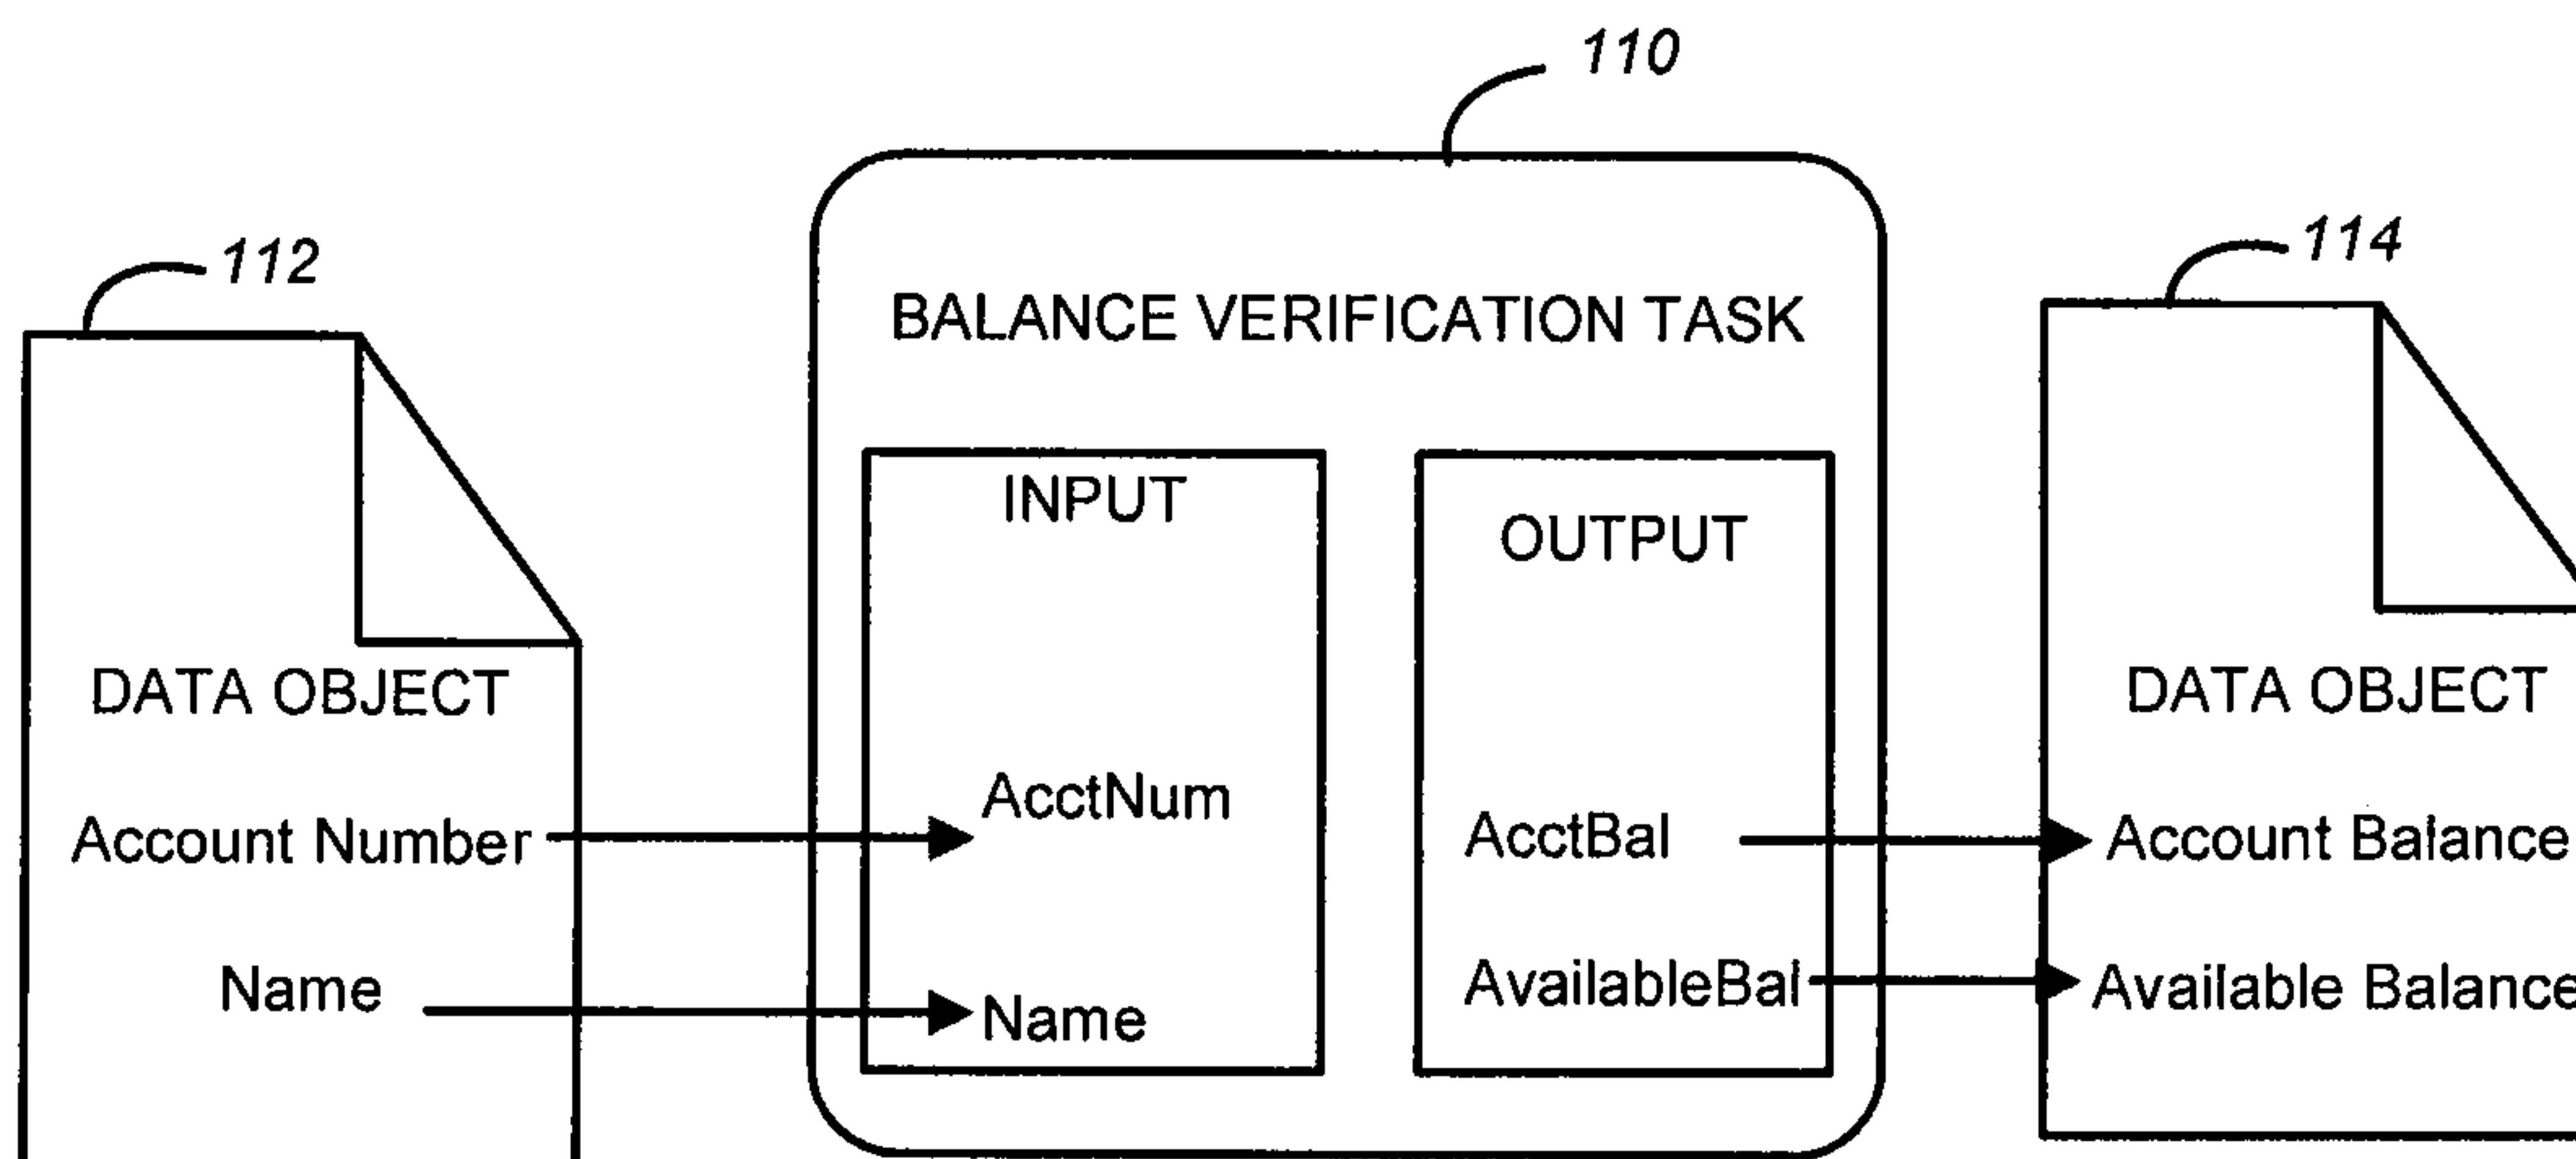 110
112
114
BALANCE VERIFICATION TASK
INPUT
OUTPUT
DATA OBJECT
DATA OBJECT
Account Number
AcctNum
AcctBal
Account Balance
Name
Name
AvailableBal
Available Balance